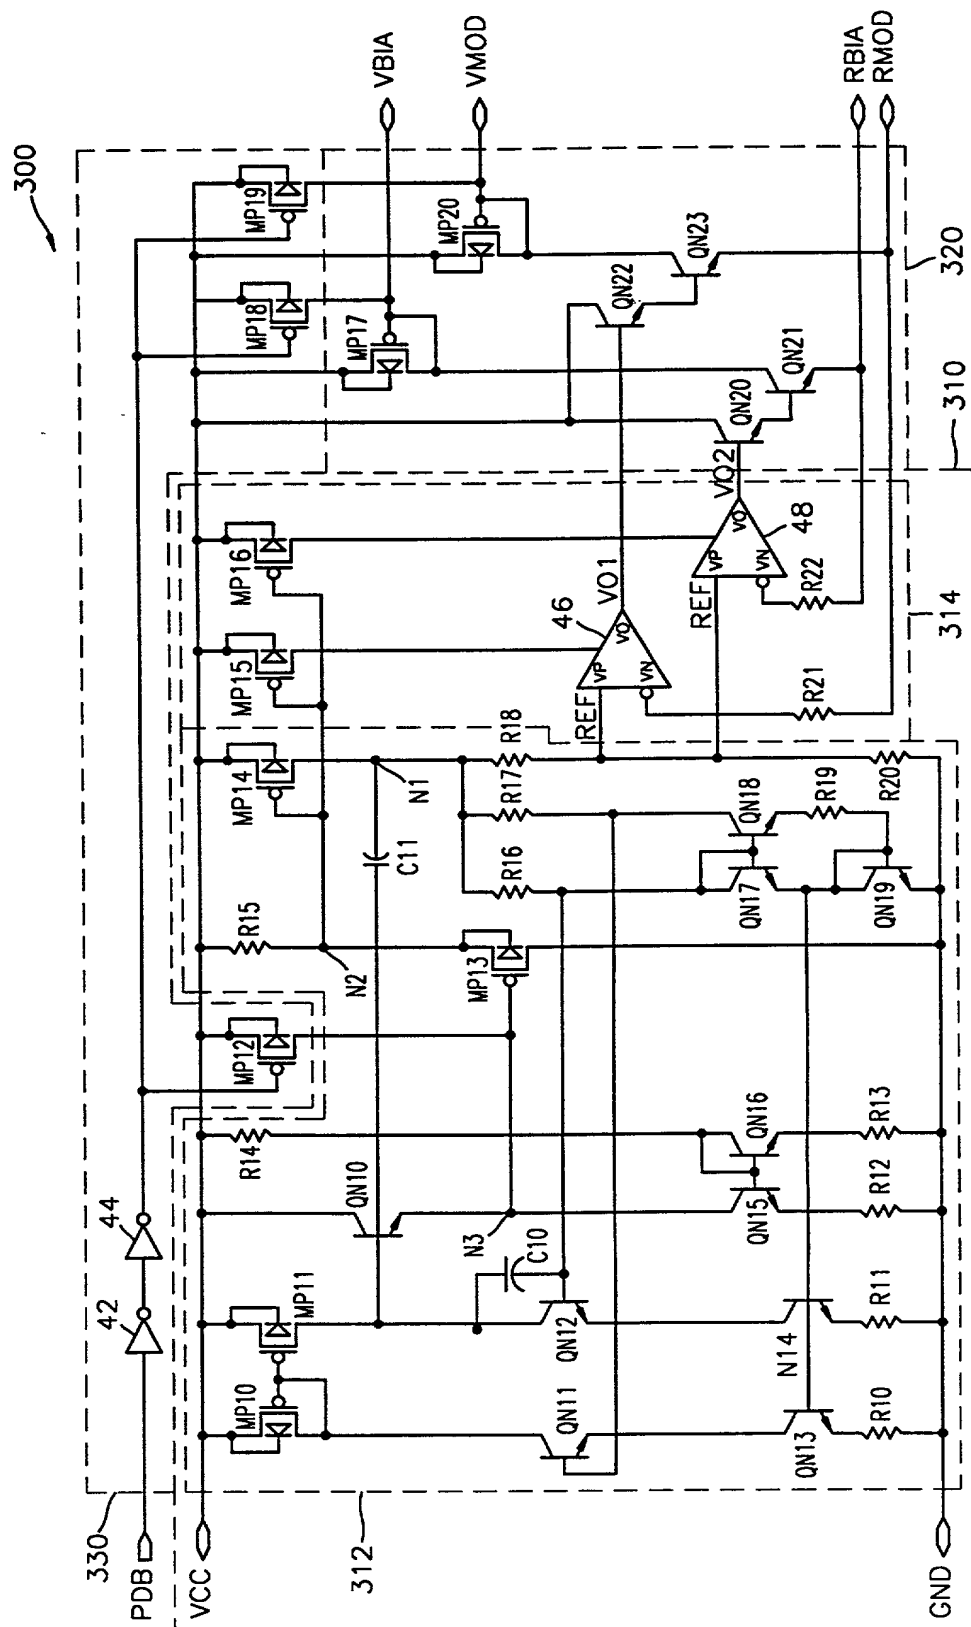 300
VBIA
VMOD
RBIA
RMOD
MP19
MP20
QN23
320
MP18
MP17
QN22
QN21
QN20
310
VO2
MP16
VO
48
VP
VN
R22
REF
314
VO1
46
MP15
VO
VP
VN
R21
REF
MP14
N1
R18
R17
R16
C11
QN18
R19
R20
QN17
QN19
R15
N2
MP13
MP12
R14
QN16
R13
QN10
QN15
R12
N3
C10
44
MP11
QN12
N14
R11
42
MP10
QN11
QN13
R10
330
312
PDB
VCC
GND